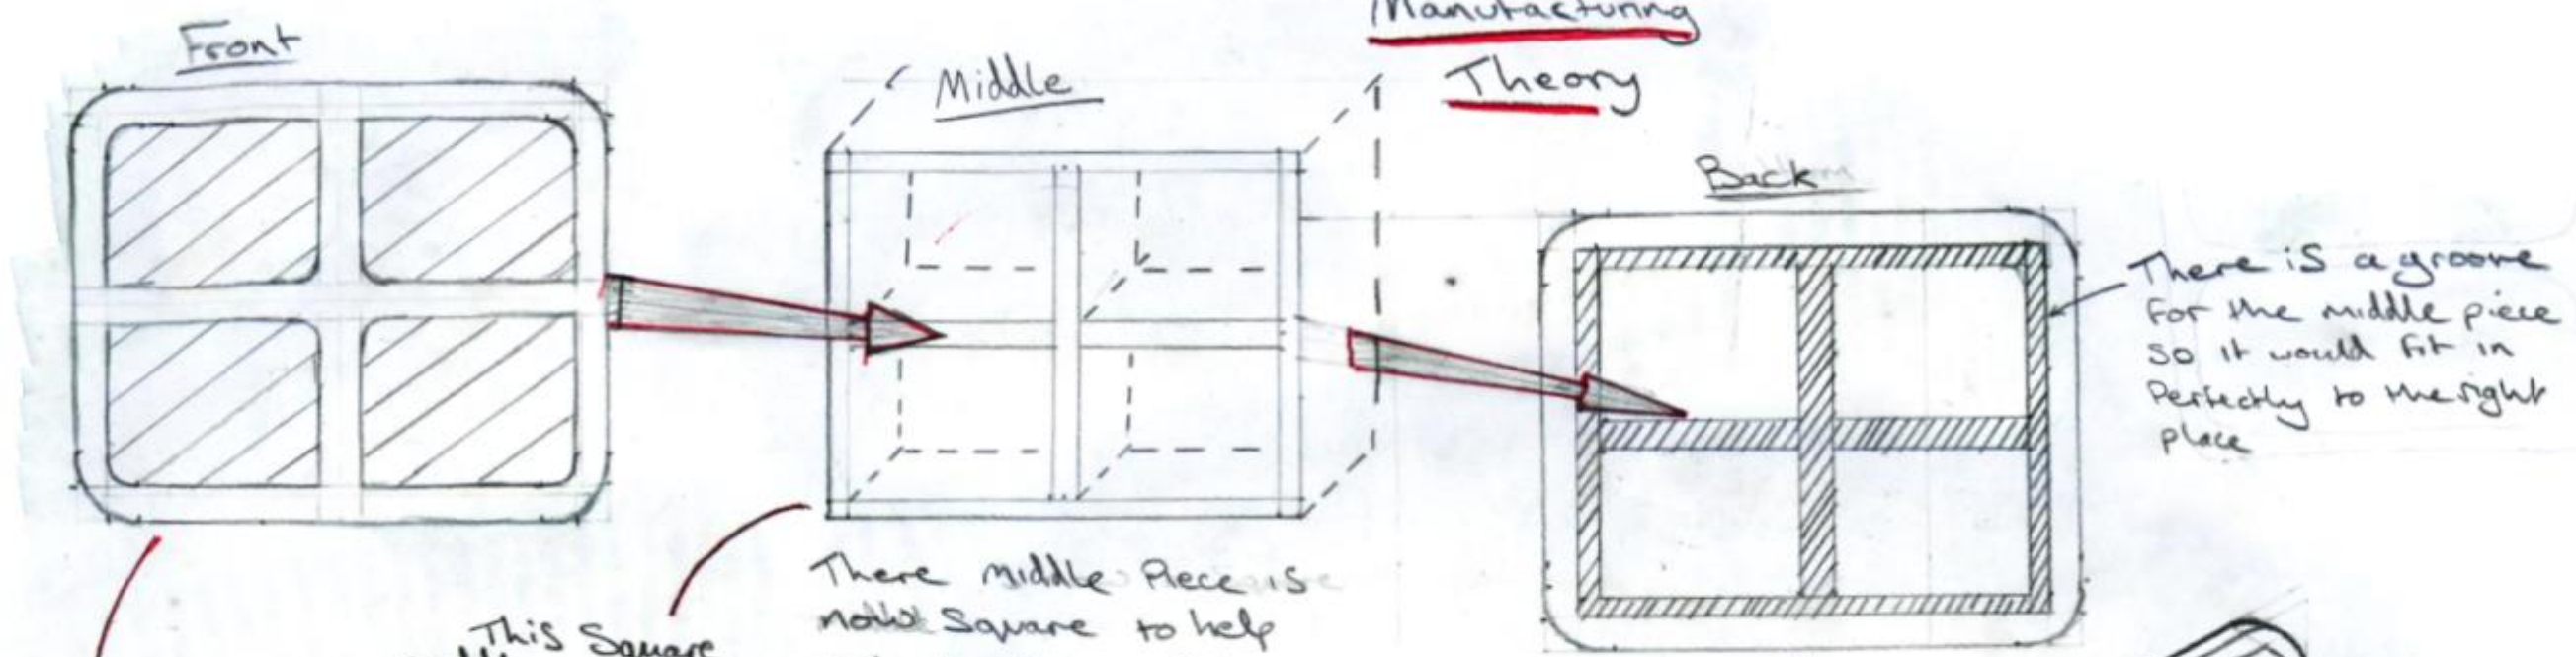 Manufacturing
Theory
Front
Middle
Back
There is a groove
for the middle piece
so it would fit in
Perfectly to the right
place
There middle Piece is
now Square to help
This Square